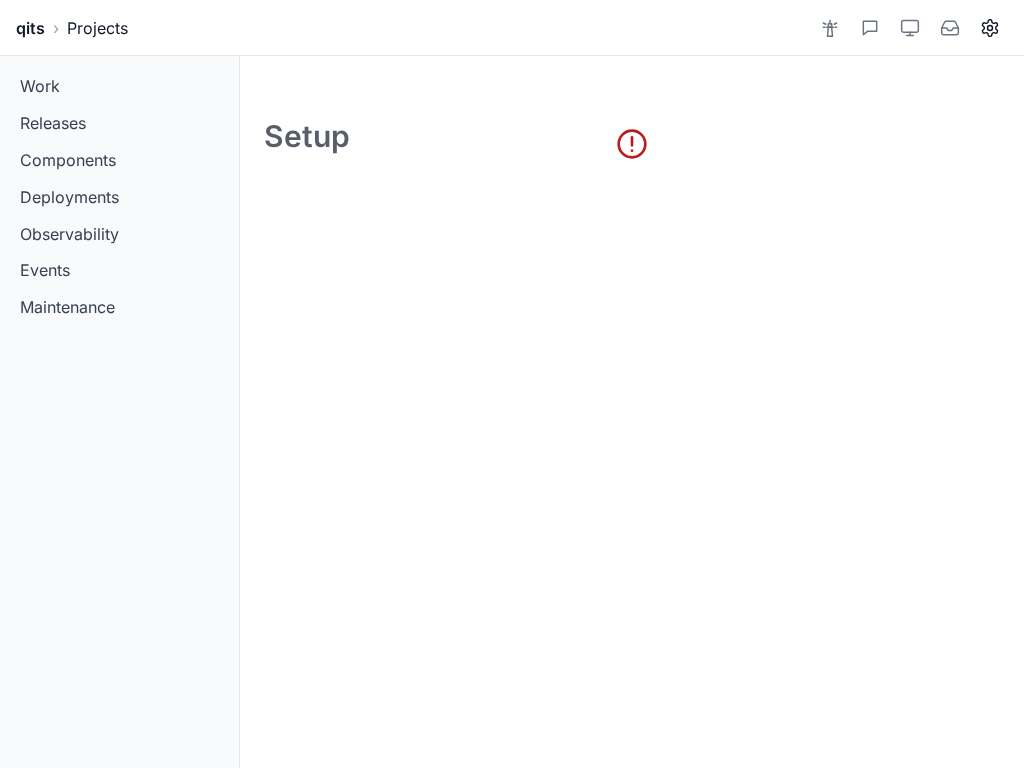 qits › Projects
Work
Releases
Components
Deployments
Observability
Events
Maintenance
Setup